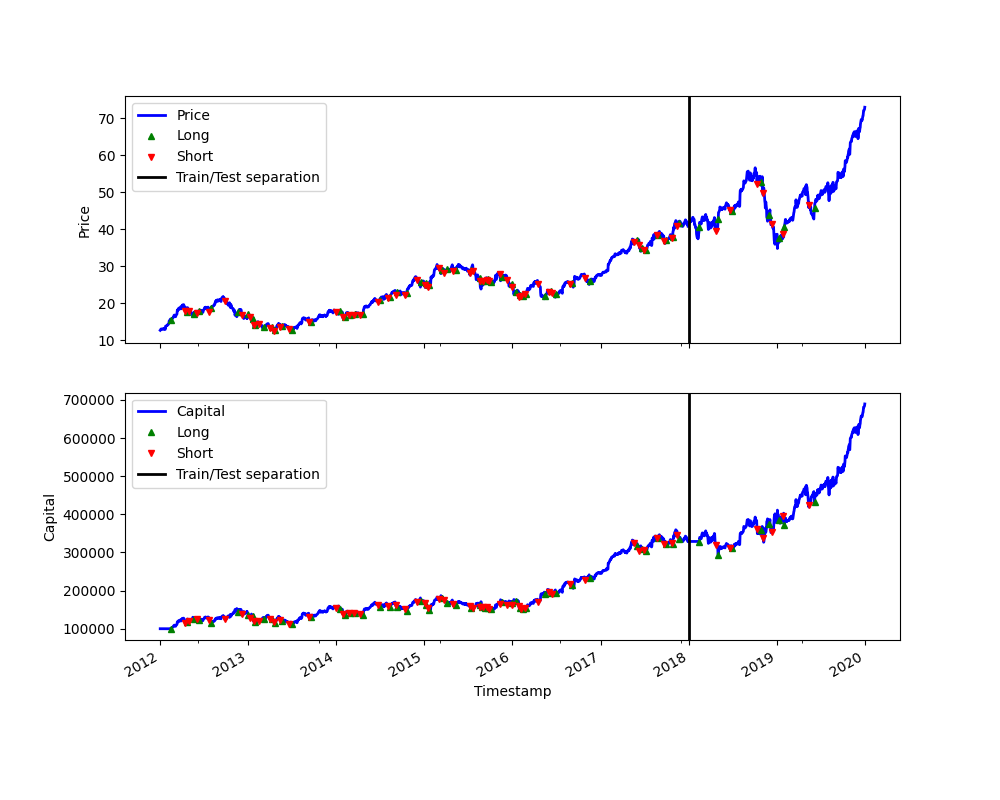 Price
Long
Short
Train/Test separation
70
60
50
40
30
20
10
Price
Capital
Long
Short
Train/Test separation
700000
600000
500000
400000
300000
200000
100000
Capital
2012 2013 2014 2015 2016 2017 2018 2019 2020
Timestamp